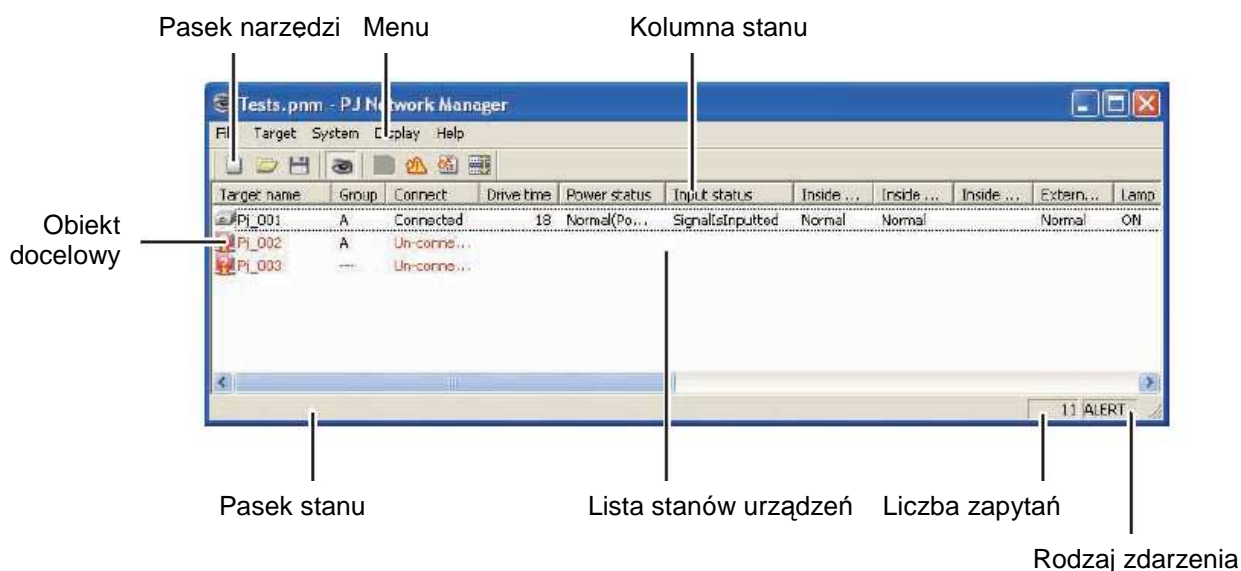 Pasek narzędzi Menu Kolumna stanu
Tests.pnm - PJ Network Manager
Target System Display Help
Target name Group Connect Drive time Power status Input status Inside ... Inside ... Inside ... Extern... Lamp
Pj_001 A Connected 18 Normal(Po... SignalIsInputted Normal Normal Normal ON
Pj_002 A Un-conne...
Pj_003 --- Un-conne...
Obiekt
docelowy
11 ALERT
Pasek stanu Lista stanów urządzeń Liczba zapytań
Rodzaj zdarzenia